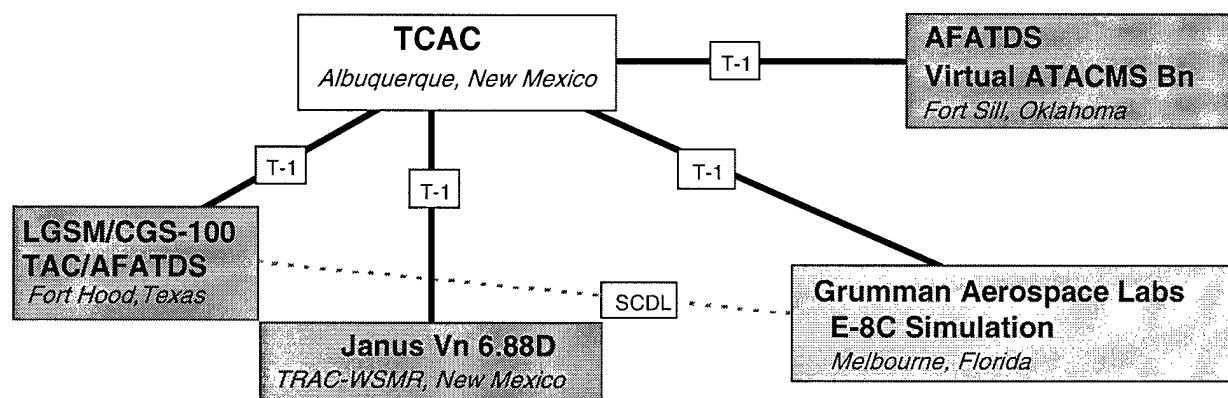 TCAC
Albuquerque, New Mexico
T-1
AFATDS
Virtual ATACMS Bn
Fort Sill, Oklahoma
T-1
T-1
T-1
LGSM/CGS-100
TAC/AFATDS
Fort Hood, Texas
SCDL
Grumman Aerospace Labs
E-8C Simulation
Melbourne, Florida
Janus Vn 6.88D
TRAC-WSMR, New Mexico